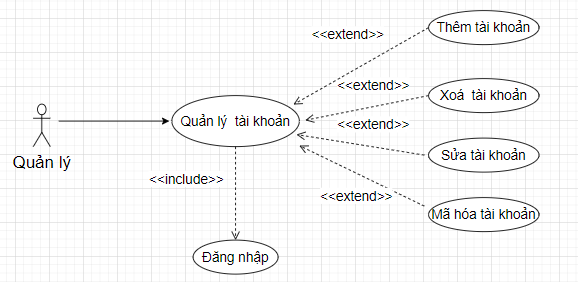 Thêm tài khoản
<<extend>>
<<extend>>
Xoá tài khoản
Quản lý tài khoản
<<extend>>
Quản lý
Sửa tài khoản
<<include>>
<<extend>>
Mã hóa tài khoản
Đăng nhập